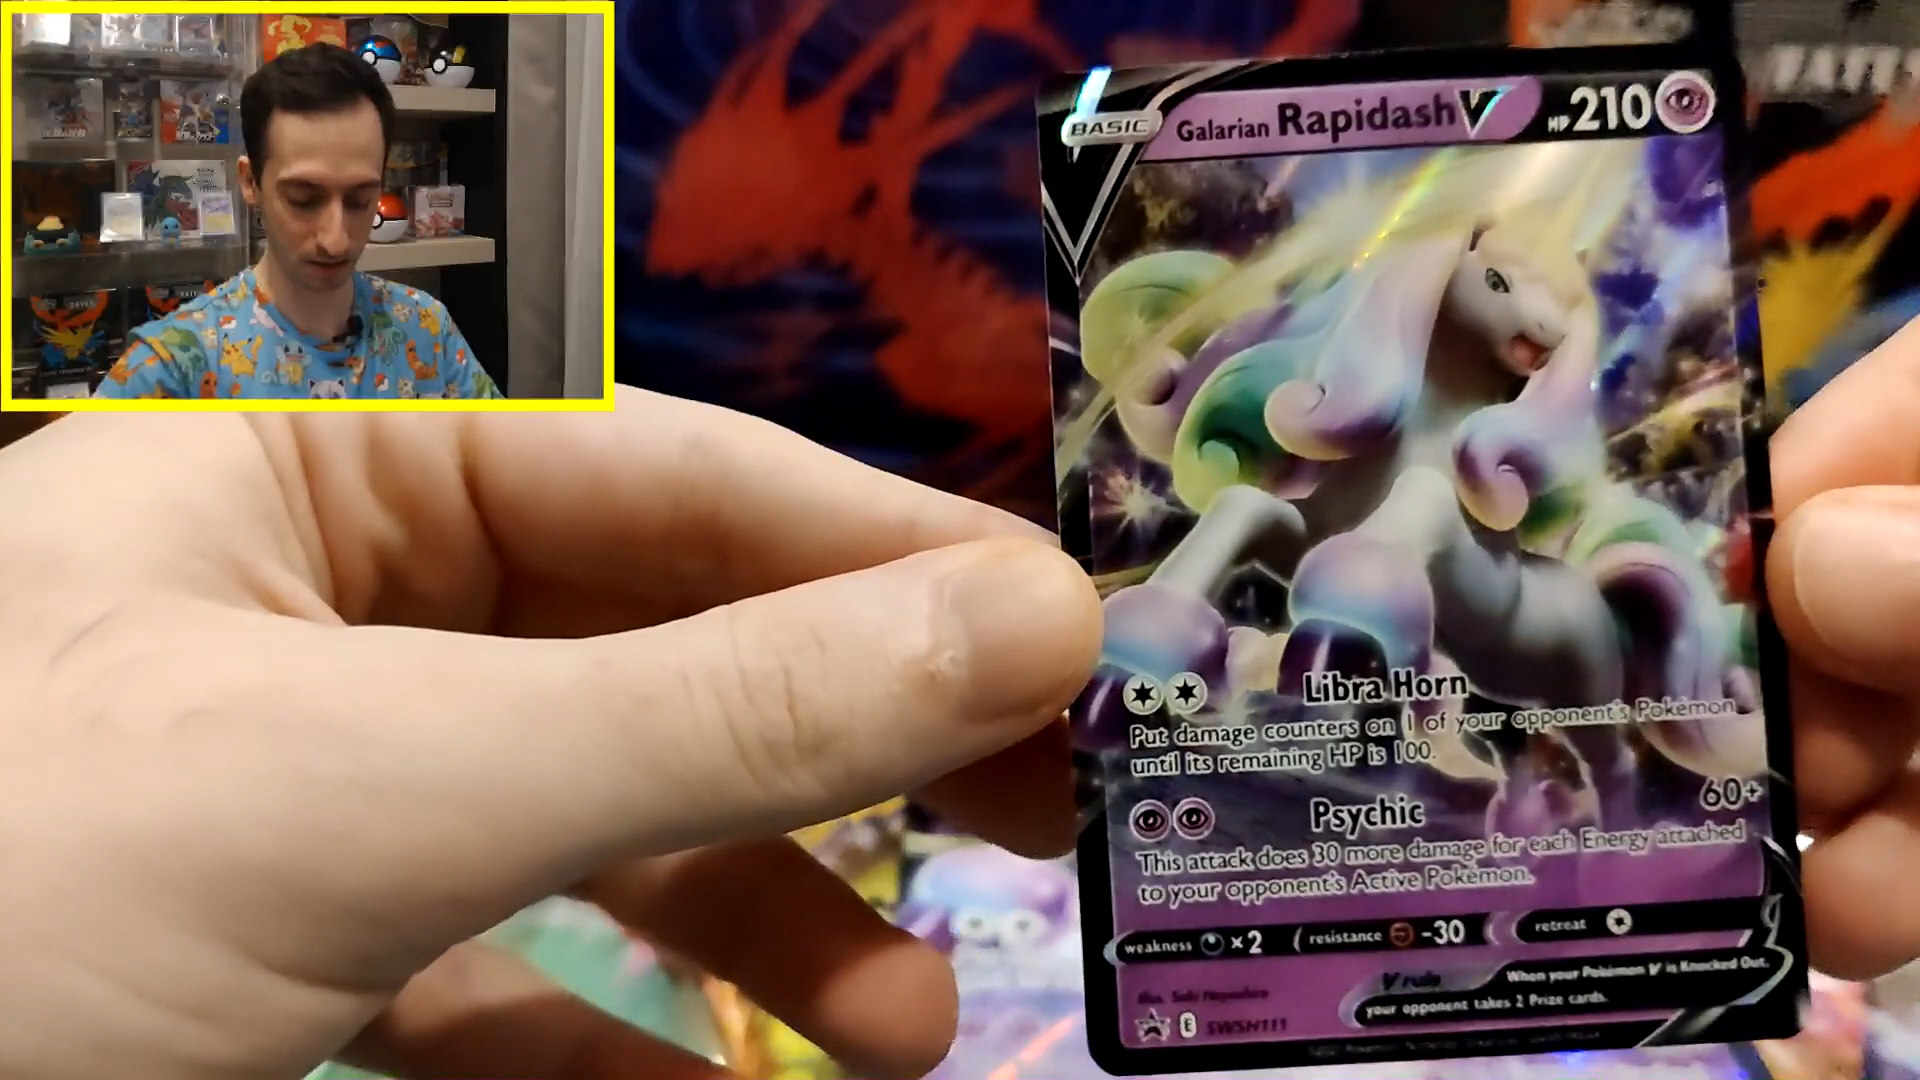 BASIC
Galarian Rapidash V HP 210
Libra Horn
Put damage counters on 1 of your opponent's Pokémon
until its remaining HP is 100.
Psychic 60+
This attack does 30 more damage for each Energy attached
to your opponent's Active Pokémon.
weakness ×2 resistance -30 retreat
V rule When your Pokémon V is Knocked Out,
your opponent takes 2 Prize cards.
Illus.
E SWSH111